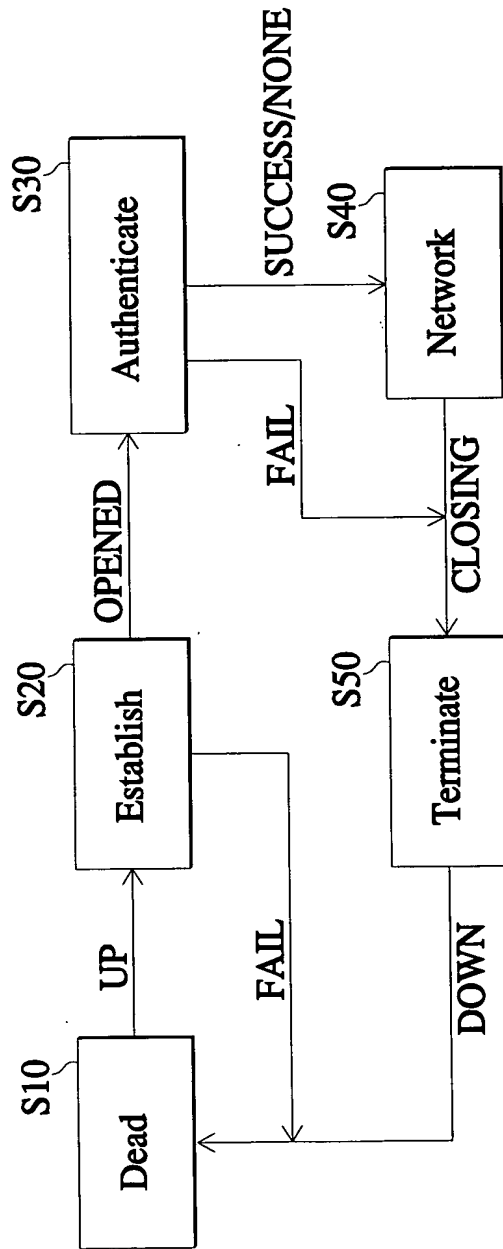 S10
Dead
UP
S20
Establish
OPENED
S30
Authenticate
FAIL
FAIL
SUCCESS/NONE
S50
Terminate
CLOSING
S40
Network
DOWN